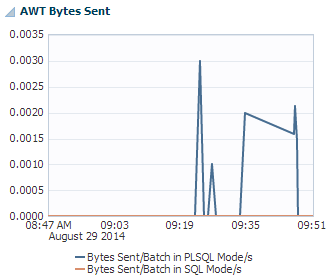 AWT Bytes Sent
0.0035
0.0030
0.0025
0.0020
0.0015
0.0010
0.0005
0.0000
08:47 AM 09:03 09:19 09:35 09:51
August 29 2014
Bytes Sent/Batch in PLSQL Mode/s
Bytes Sent/Batch in SQL Mode/s